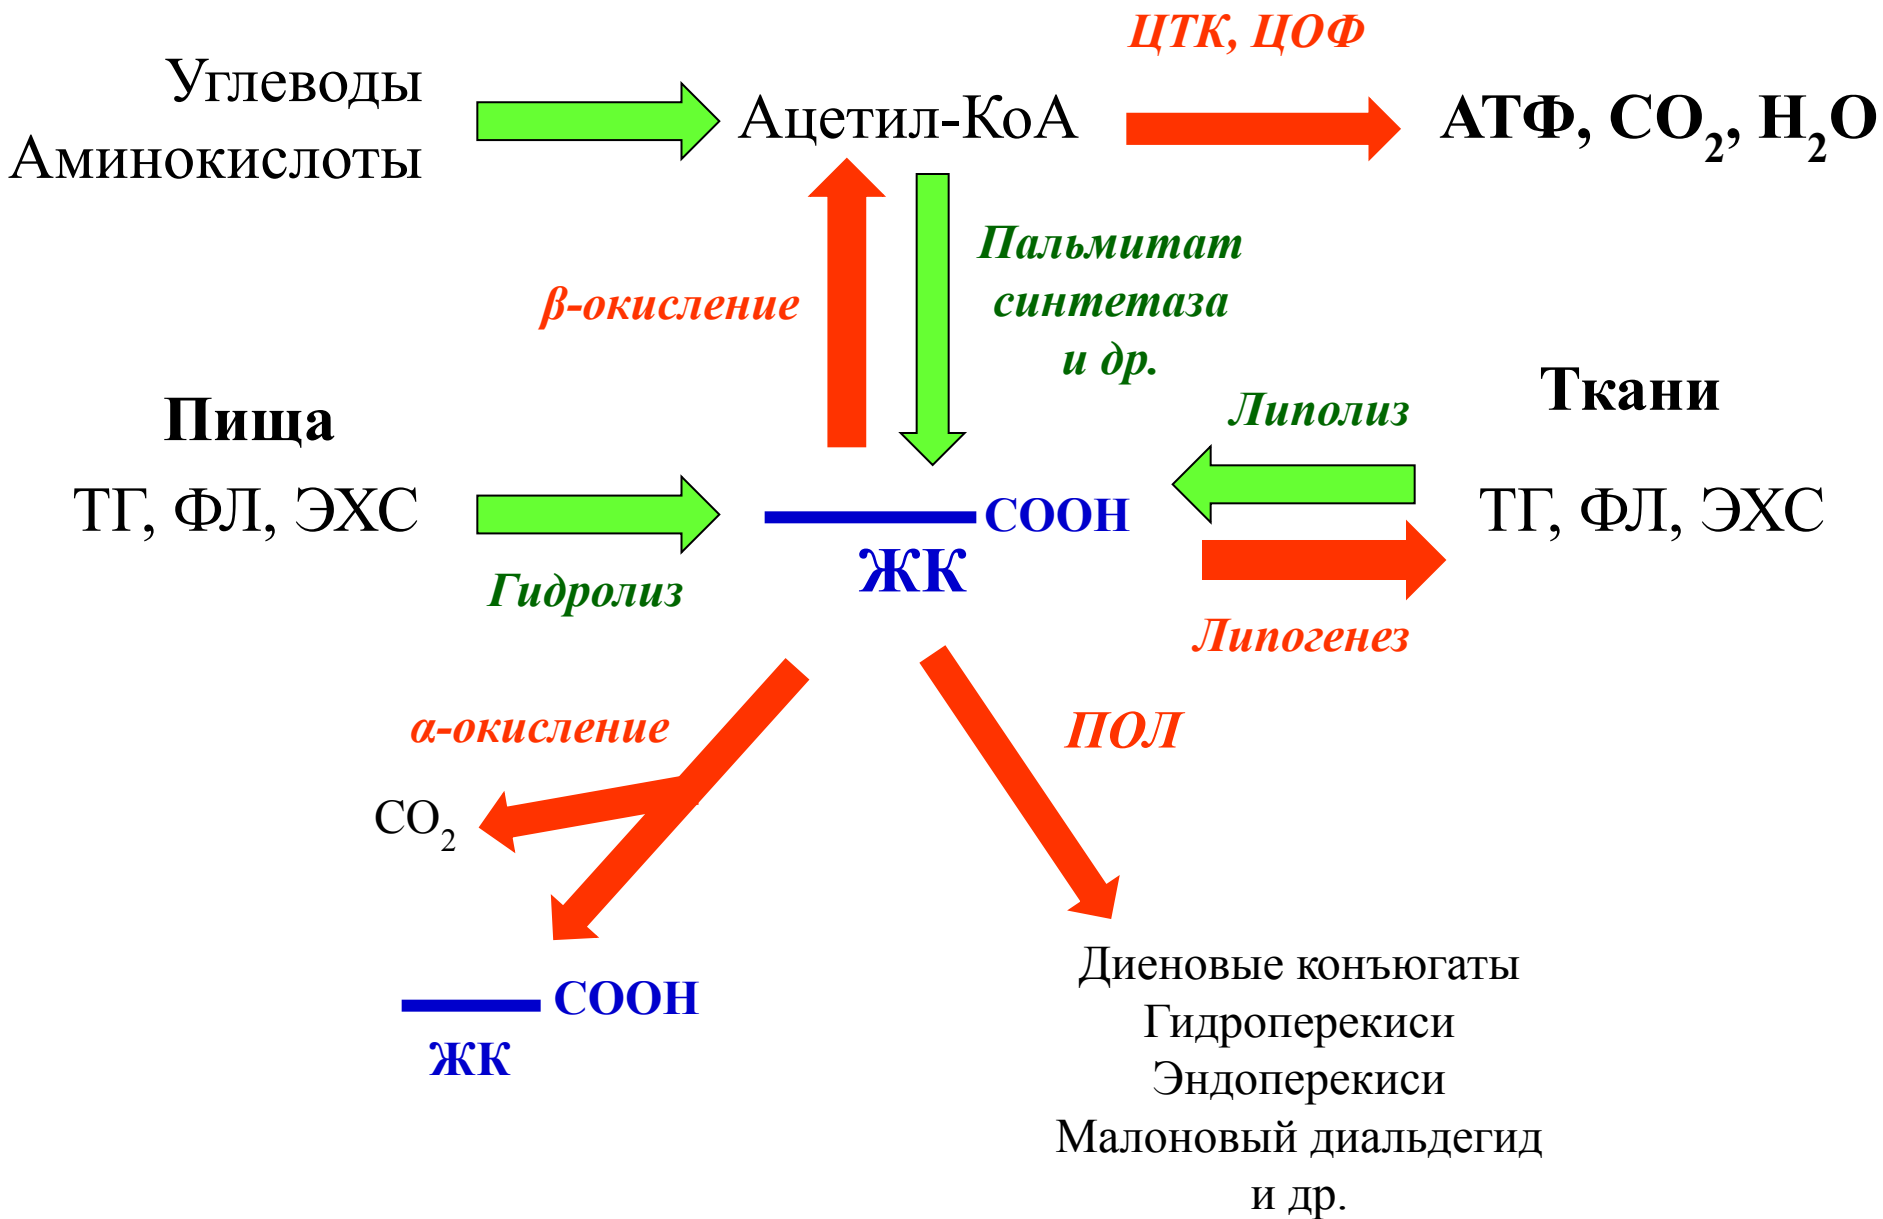 ЦТК, ЦОФ
Углеводы
Аминокислоты
Ацетил-КоА
АТФ, CO2, H2O
Пальмитат
синтетаза
и др.
β-окисление
Пища
ТГ, ФЛ, ЭХС
Гидролиз
COOH
ЖК
Липолиз
Ткани
ТГ, ФЛ, ЭХС
Липогенез
α-окисление
CO2
COOH
ЖК
ПОЛ
Диеновые конъюгаты
Гидроперекиси
Эндоперекиси
Малоновый диальдегид
и др.